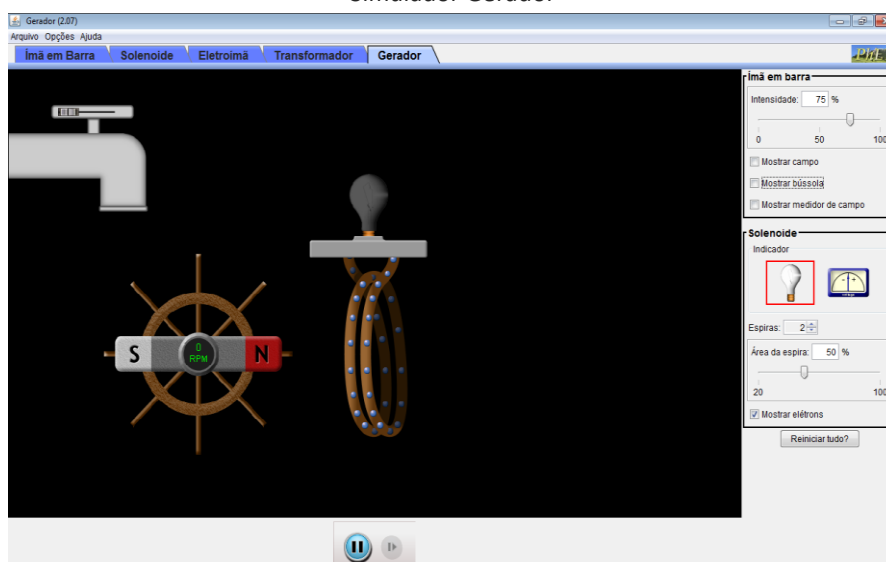 Simulador Gerador
Gerador (2.07)
Arquivo Opções Ajuda
Ímã em Barra Solenoide Eletroimã Transformador Gerador
PhET
Ímã em barra
Intensidade: 75 %
0 50 100
Mostrar campo
Mostrar bússola
Mostrar medidor de campo
Solenoide
Indicador
Espiras: 2
Área da espira: 50 %
20 100
Mostrar elétrons
Reiniciar tudo?
S 0 RPM N